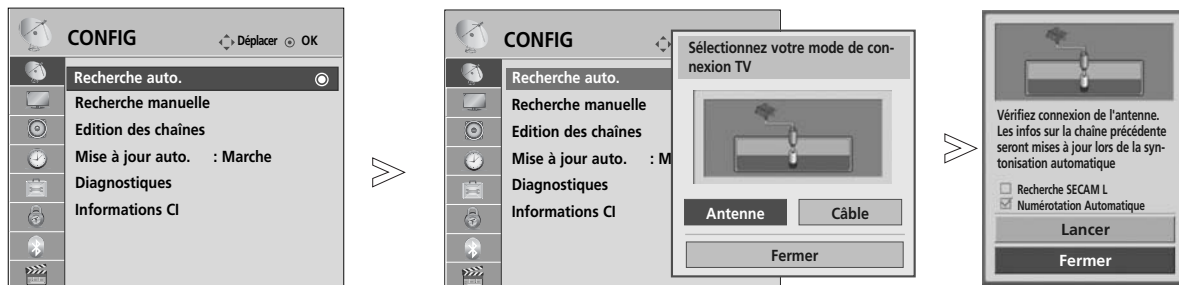 CONFIG
Déplacer OK
Recherche auto.
Recherche manuelle
Edition des chaînes
Mise à jour auto. : Marche
Diagnostiques
Informations CI
CONFIG
Recherche auto.
Recherche manuelle
Edition des chaînes
Mise à jour auto. : M
Diagnostiques
Informations CI
Sélectionnez votre mode de con-
nexion TV
Antenne Câble
Fermer
Vérifiez connexion de l'antenne.
Les infos sur la chaîne précédente
seront mises à jour lors de la syn-
tonisation automatique
Recherche SECAM L
Numérotation Automatique
Lancer
Fermer